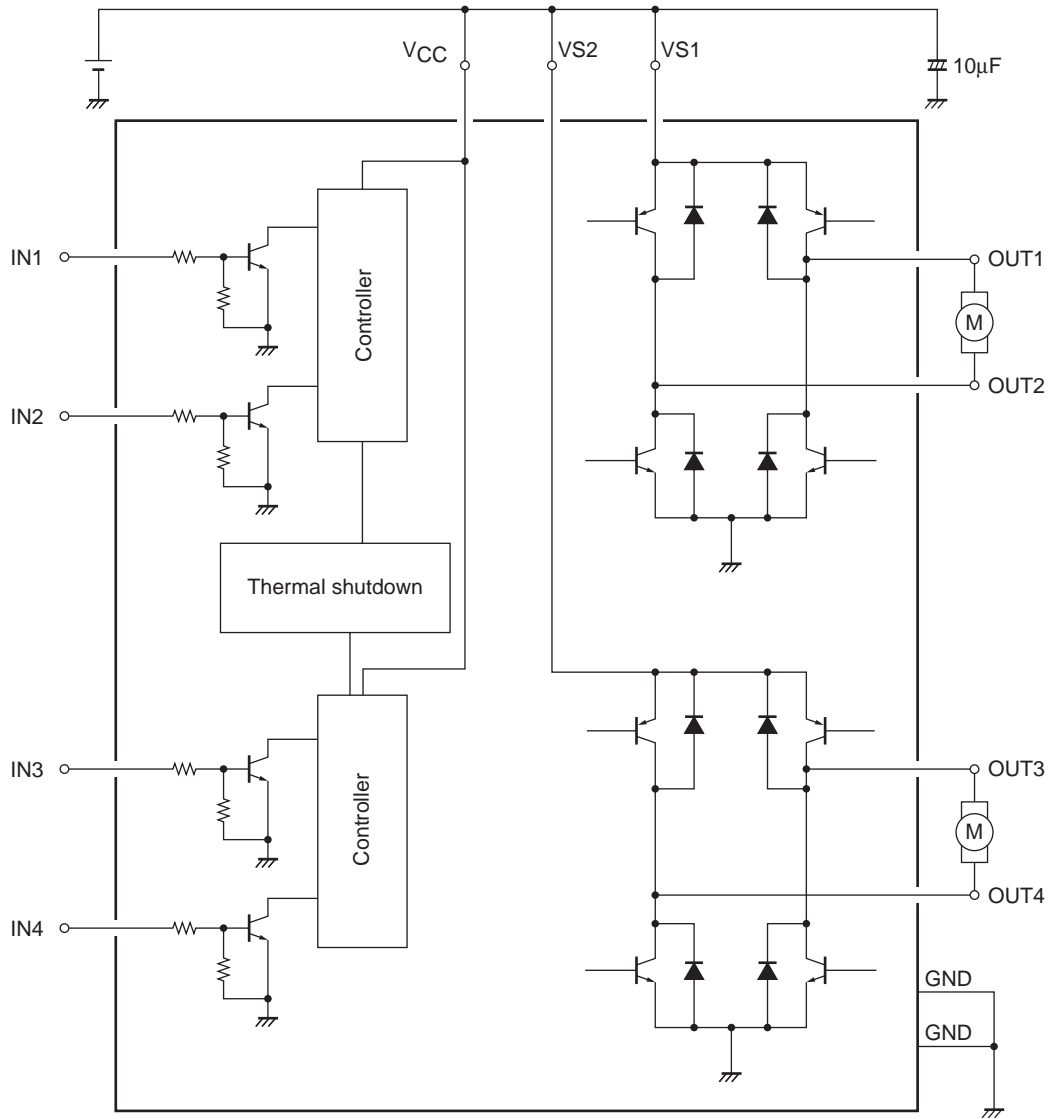 VCC
VS2
VS1
10μF
IN1
Controller
OUT1
M
IN2
OUT2
Thermal shutdown
IN3
Controller
OUT3
M
IN4
OUT4
GND
GND